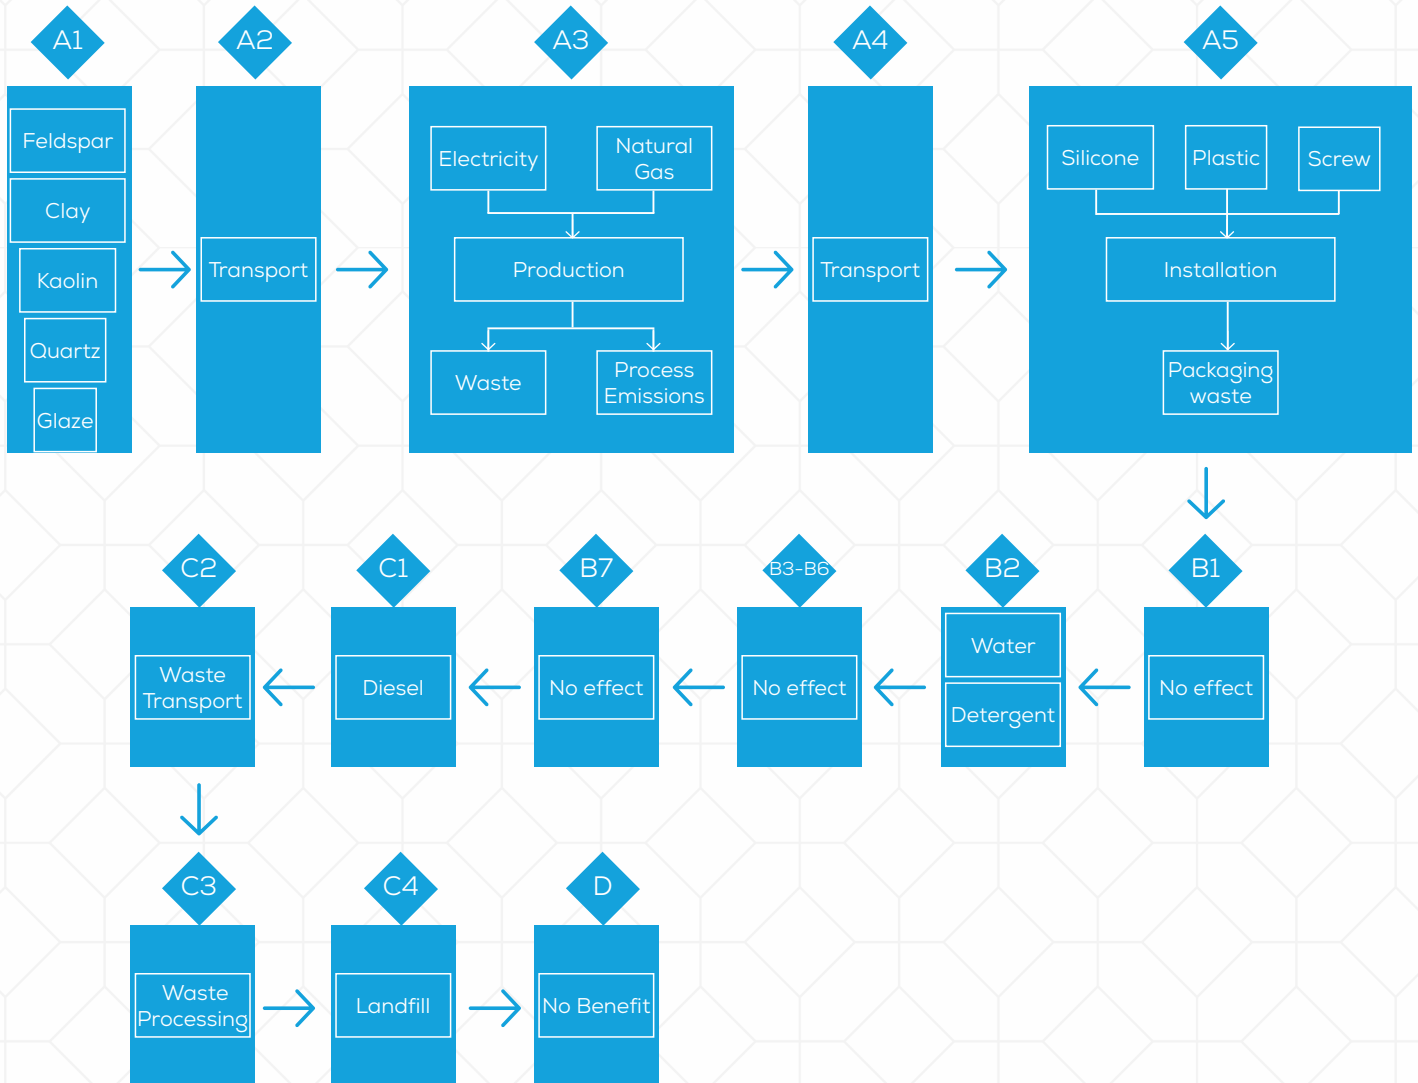 A1
A2
A3
A4
A5
Feldspar
Clay
Kaolin
Quartz
Glaze
Transport
Electricity
Natural
Gas
Production
Waste
Process
Emissions
Transport
Silicone
Plastic
Screw
Installation
Packaging
waste
C2
C1
B7
B3-B6
B2
B1
Waste
Transport
Diesel
No effect
No effect
Water
Detergent
No effect
C3
C4
D
Waste
Processing
Landfill
No Benefit